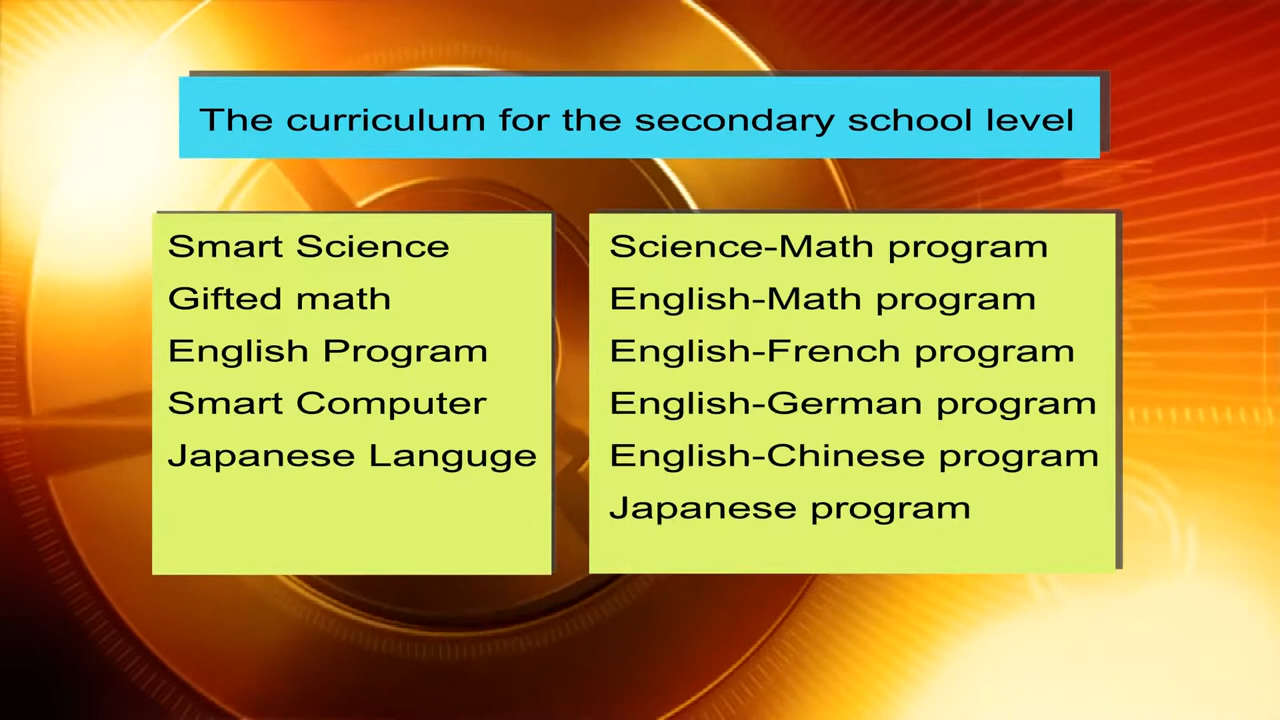 The curriculum for the secondary school level
Smart Science
Gifted math
English Program
Smart Computer
Japanese Languge
Science-Math program
English-Math program
English-French program
English-German program
English-Chinese program
Japanese program